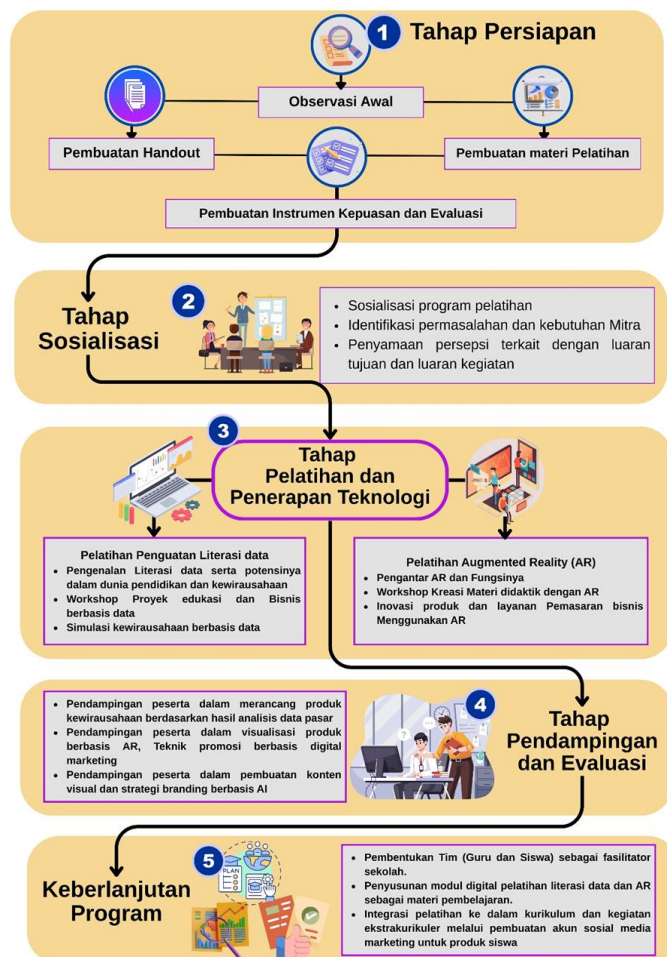 1
Tahap Persiapan
Observasi Awal
Pembuatan Handout
Pembuatan materi Pelatihan
Pembuatan Instrumen Kepuasan dan Evaluasi
2
Tahap
Sosialisasi
• Sosialisasi program pelatihan
• Identifikasi permasalahan dan kebutuhan Mitra
• Penyamaan persepsi terkait dengan luaran
tujuan dan luaran kegiatan
3
Tahap
Pelatihan dan
Penerapan Teknologi
Pelatihan Penguatan Literasi data
• Pengenalan Literasi data serta potensinya
dalam dunia pendidikan dan kewirausahaan
• Workshop Proyek edukasi dan Bisnis
berbasis data
• Simulasi kewirausahaan berbasis data
Pelatihan Augmented Reality (AR)
• Pengantar AR dan Fungsinya
• Workshop Kreasi Materi didaktik dengan AR
• Inovasi produk dan layanan Pemasaran bisnis
Menggunakan AR
• Pendampingan peserta dalam merancang produk
kewirausahaan berdasarkan hasil analisis data pasar
• Pendampingan peserta dalam visualisasi produk
berbasis AR, Teknik promosi berbasis digital
marketing
• Pendampingan peserta dalam pembuatan konten
visual dan strategi branding berbasis AI
4
Tahap
Pendampingan
dan Evaluasi
5
PLAN
Keberlanjutan
Program
• Pembentukan Tim (Guru dan Siswa) sebagai fasilitator
sekolah.
• Penyusunan modul digital pelatihan literasi data dan AR
sebagai materi pembelajaran.
• Integrasi pelatihan ke dalam kurikulum dan kegiatan
ekstrakurikuler melalui pembuatan akun sosial media
marketing untuk produk siswa